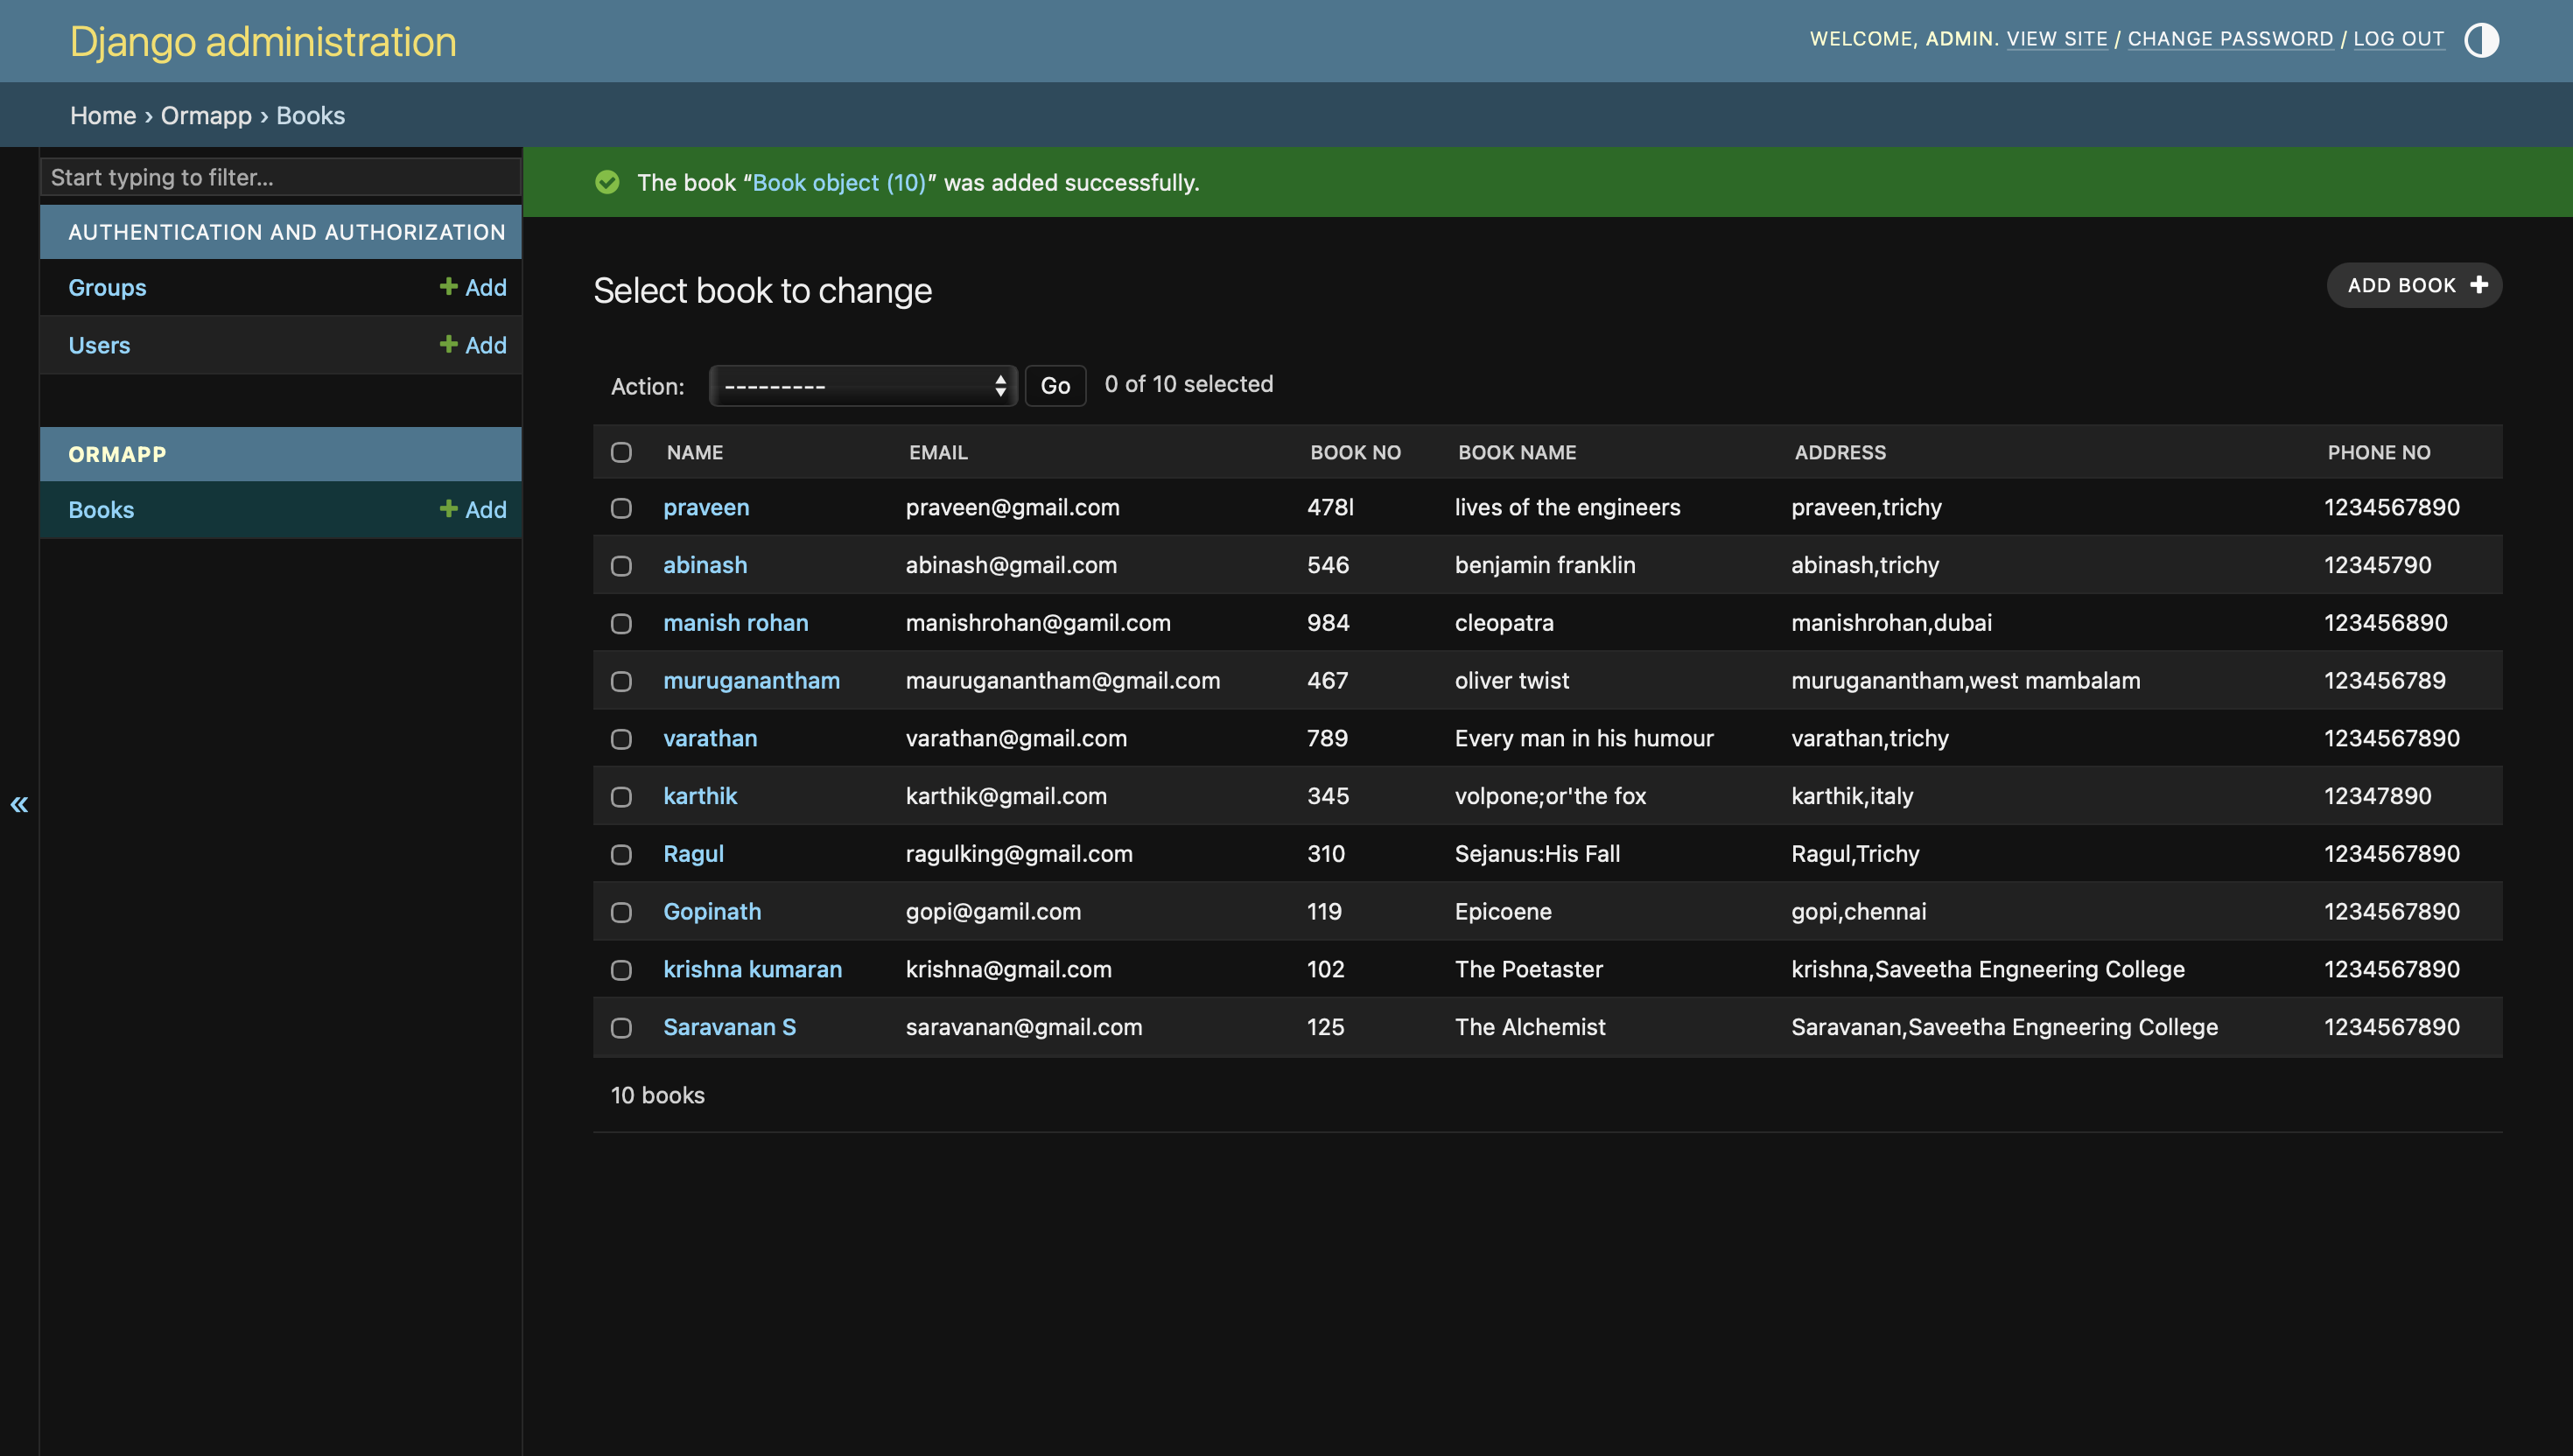 Django administration
WELCOME, ADMIN. VIEW SITE / CHANGE PASSWORD / LOG OUT
Home › Ormapp › Books
Start typing to filter...
AUTHENTICATION AND AUTHORIZATION
Groups + Add
Users + Add
ORMAPP
Books + Add
«
The book “Book object (10)” was added successfully.
Select book to change
ADD BOOK +
Action: --------- Go 0 of 10 selected
NAME EMAIL BOOK NO BOOK NAME ADDRESS PHONE NO
praveen praveen@gmail.com 478l lives of the engineers praveen,trichy 1234567890
abinash abinash@gmail.com 546 benjamin franklin abinash,trichy 12345790
manish rohan manishrohan@gamil.com 984 cleopatra manishrohan,dubai 123456890
muruganantham mauruganantham@gmail.com 467 oliver twist muruganantham,west mambalam 123456789
varathan varathan@gmail.com 789 Every man in his humour varathan,trichy 1234567890
karthik karthik@gmail.com 345 volpone;or'the fox karthik,italy 12347890
Ragul ragulking@gmail.com 310 Sejanus:His Fall Ragul,Trichy 1234567890
Gopinath gopi@gamil.com 119 Epicoene gopi,chennai 1234567890
krishna kumaran krishna@gmail.com 102 The Poetaster krishna,Saveetha Engneering College 1234567890
Saravanan S saravanan@gmail.com 125 The Alchemist Saravanan,Saveetha Engneering College 1234567890
10 books